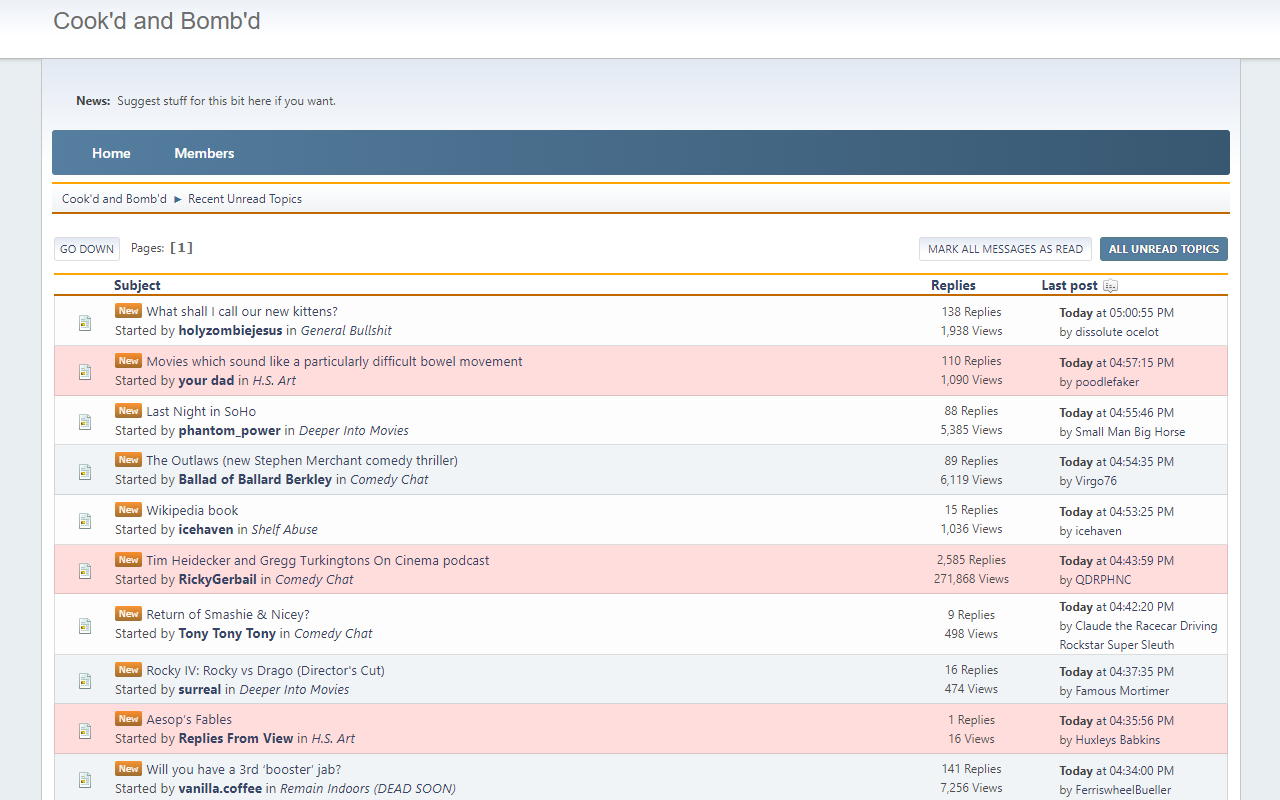 Cook'd and Bomb'd
News: Suggest stuff for this bit here if you want.
Home Members
Cook'd and Bomb'd ► Recent Unread Topics
GO DOWN Pages: [1] MARK ALL MESSAGES AS READ ALL UNREAD TOPICS
Subject Replies Last post
New What shall I call our new kittens? 138 Replies Today at 05:00:55 PM
Started by holyzombiejesus in General Bullshit 1,938 Views by dissolute ocelot
New Movies which sound like a particularly difficult bowel movement 110 Replies Today at 04:57:15 PM
Started by your dad in H.S. Art 1,090 Views by poodlefaker
New Last Night in SoHo 88 Replies Today at 04:55:46 PM
Started by phantom_power in Deeper Into Movies 5,385 Views by Small Man Big Horse
New The Outlaws (new Stephen Merchant comedy thriller) 89 Replies Today at 04:54:35 PM
Started by Ballad of Ballard Berkley in Comedy Chat 6,119 Views by Virgo76
New Wikipedia book 15 Replies Today at 04:53:25 PM
Started by icehaven in Shelf Abuse 1,036 Views by icehaven
New Tim Heidecker and Gregg Turkingtons On Cinema podcast 2,585 Replies Today at 04:43:59 PM
Started by RickyGerbail in Comedy Chat 271,868 Views by QDRPHNC
New Return of Smashie & Nicey? 9 Replies Today at 04:42:20 PM
Started by Tony Tony Tony in Comedy Chat 498 Views by Claude the Racecar Driving
Rockstar Super Sleuth
New Rocky IV: Rocky vs Drago (Director's Cut) 16 Replies Today at 04:37:35 PM
Started by surreal in Deeper Into Movies 474 Views by Famous Mortimer
New Aesop's Fables 1 Replies Today at 04:35:56 PM
Started by Replies From View in H.S. Art 16 Views by Huxleys Babkins
New Will you have a 3rd ‘booster’ jab? 141 Replies Today at 04:34:00 PM
Started by vanilla.coffee in Remain Indoors (DEAD SOON) 7,256 Views by FerriswheelBueller